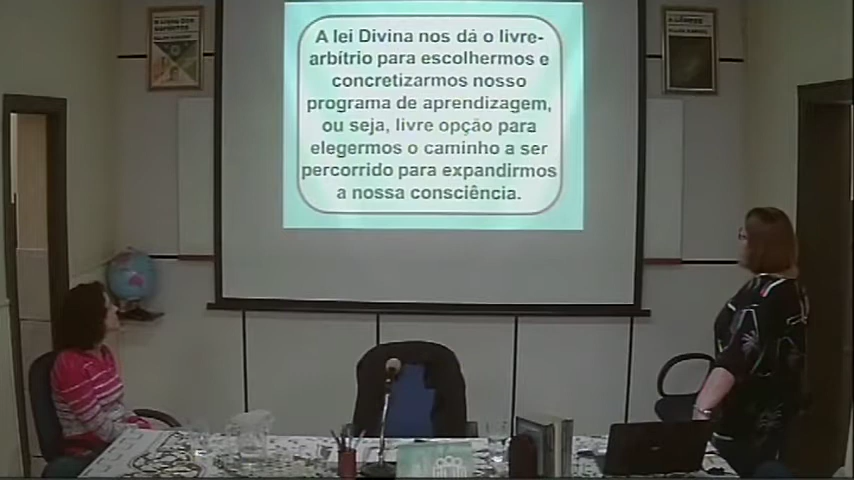 A lei Divina nos dá o livre-
arbítrio para escolhermos e
concretizarmos nosso
programa de aprendizagem,
ou seja, livre opção para
elegermos o caminho a ser
percorrido para expandirmos
a nossa consciência.